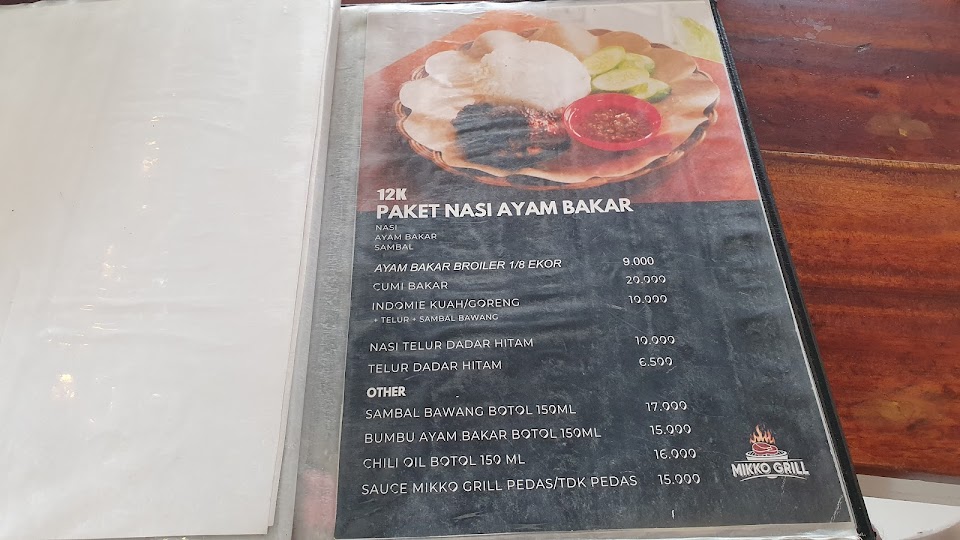 12K
PAKET NASI AYAM BAKAR
NASI
AYAM BAKAR
SAMBAL
AYAM BAKAR BROILER 1/8 EKOR 9.000
CUMI BAKAR 20.000
INDOMIE KUAH/GORENG 10.000
+ TELUR + SAMBAL BAWANG
NASI TELUR DADAR HITAM 10.000
TELUR DADAR HITAM 6.500
OTHER
SAMBAL BAWANG BOTOL 150ML 17.000
BUMBU AYAM BAKAR BOTOL 150ML 15.000
CHILI OIL BOTOL 150 ML 16.000
SAUCE MIKKO GRILL PEDAS/TDK PEDAS 15.000
MIKKO GRILL